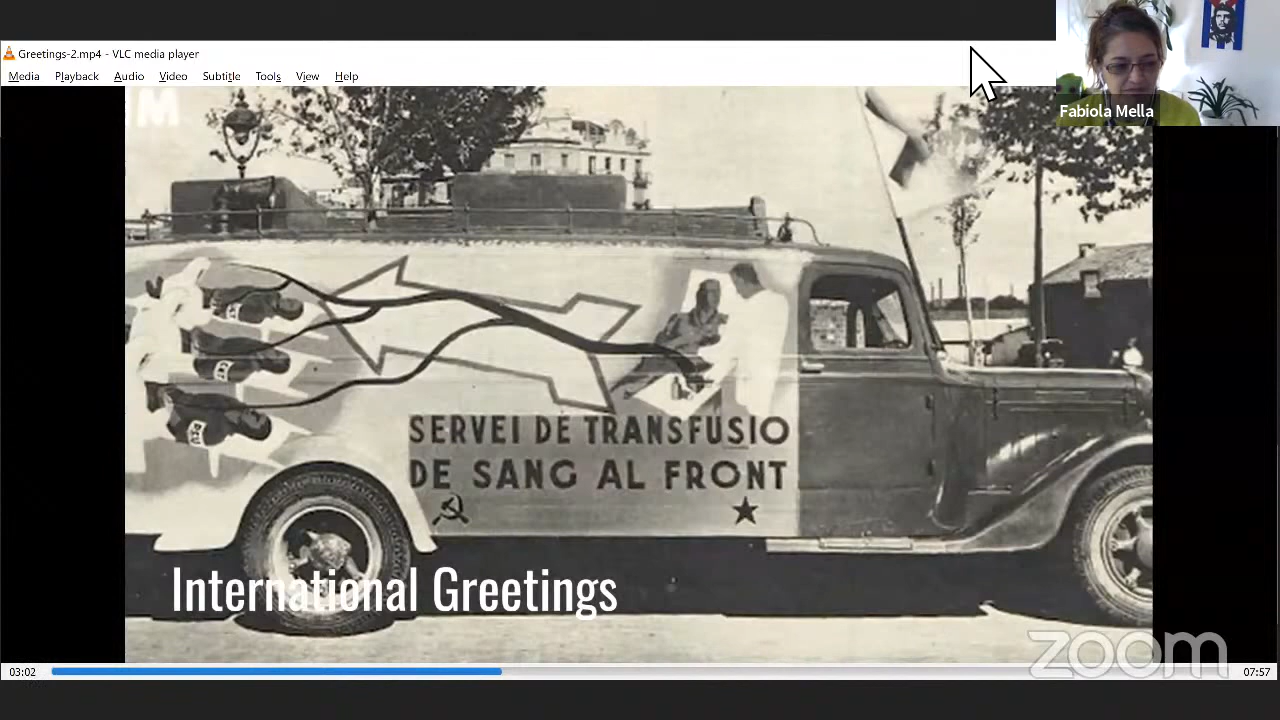 Greetings-2.mp4 - VLC media player
Media Playback Audio Video Subtitle Tools View Help
Fabiola Mella
M
SERVEI DE TRANSFUSIO
DE SANG AL FRONT
International Greetings
zoom
03:02
07:57